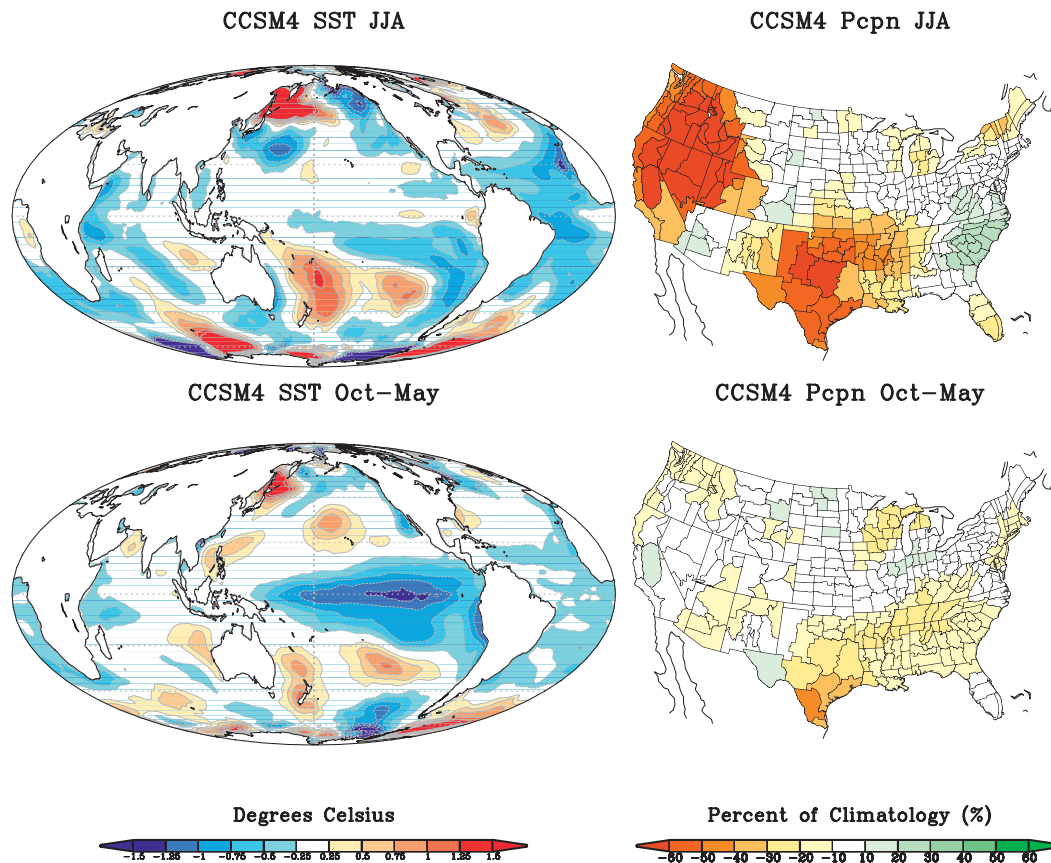 CCSM4 SST JJA
CCSM4 Pcpn JJA
CCSM4 SST Oct-May
CCSM4 Pcpn Oct-May
Degrees Celsius
-1.5 -1.25 -1 -0.75 -0.5 -0.25 0.25 0.5 0.75 1 1.25 1.5
Percent of Climatology (%)
-60 -50 -40 -30 -20 -10 10 20 30 40 50 60